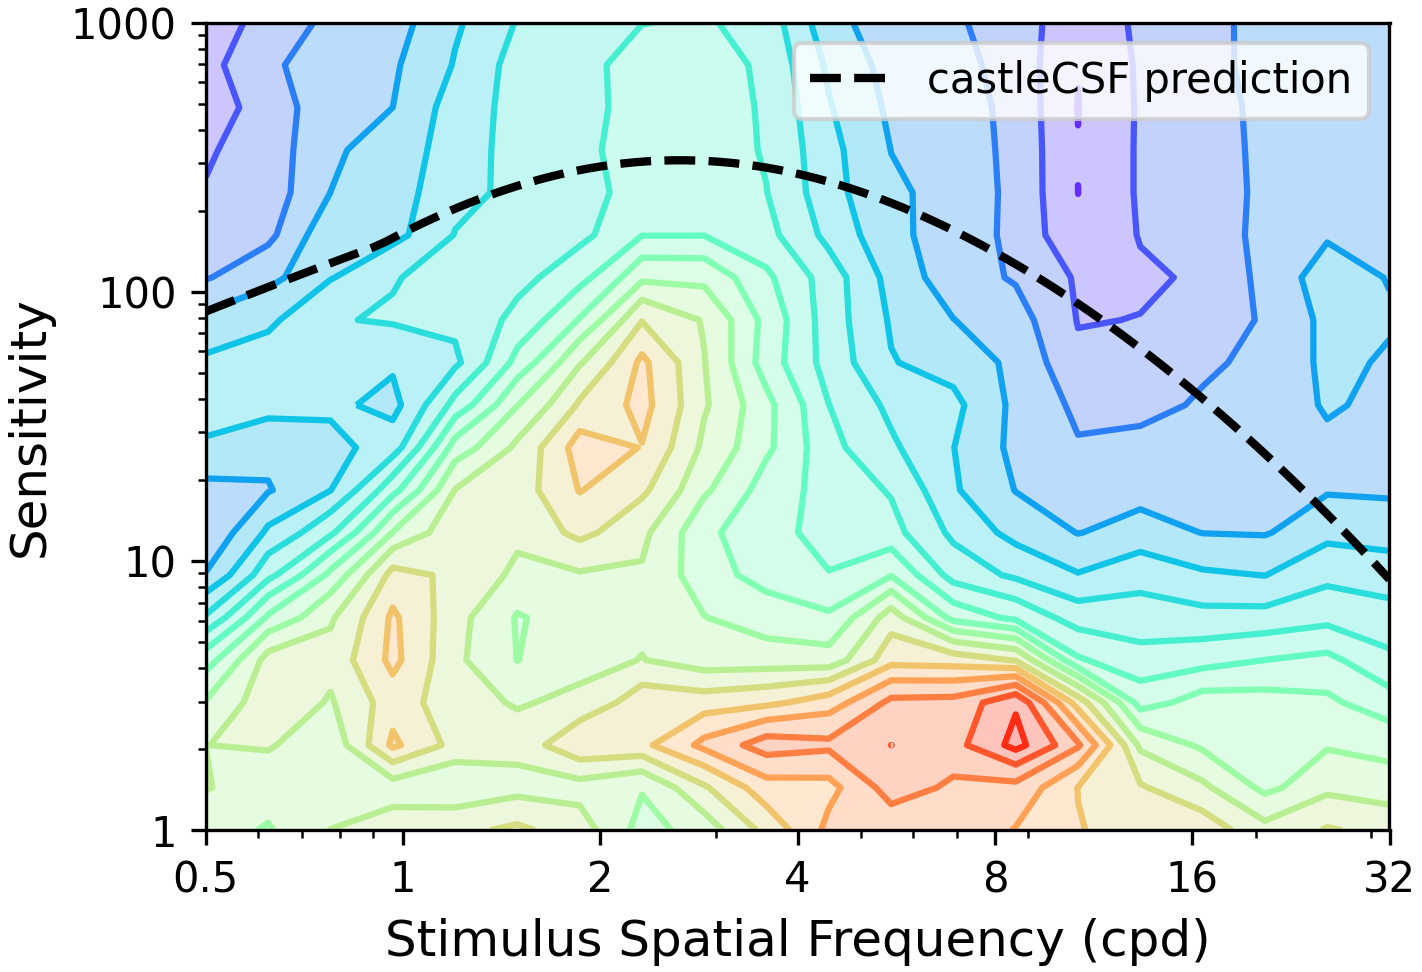 1000
castleCSF prediction
100
Sensitivity
10
1
0.5 1 2 4 8 16 32
Stimulus Spatial Frequency (cpd)